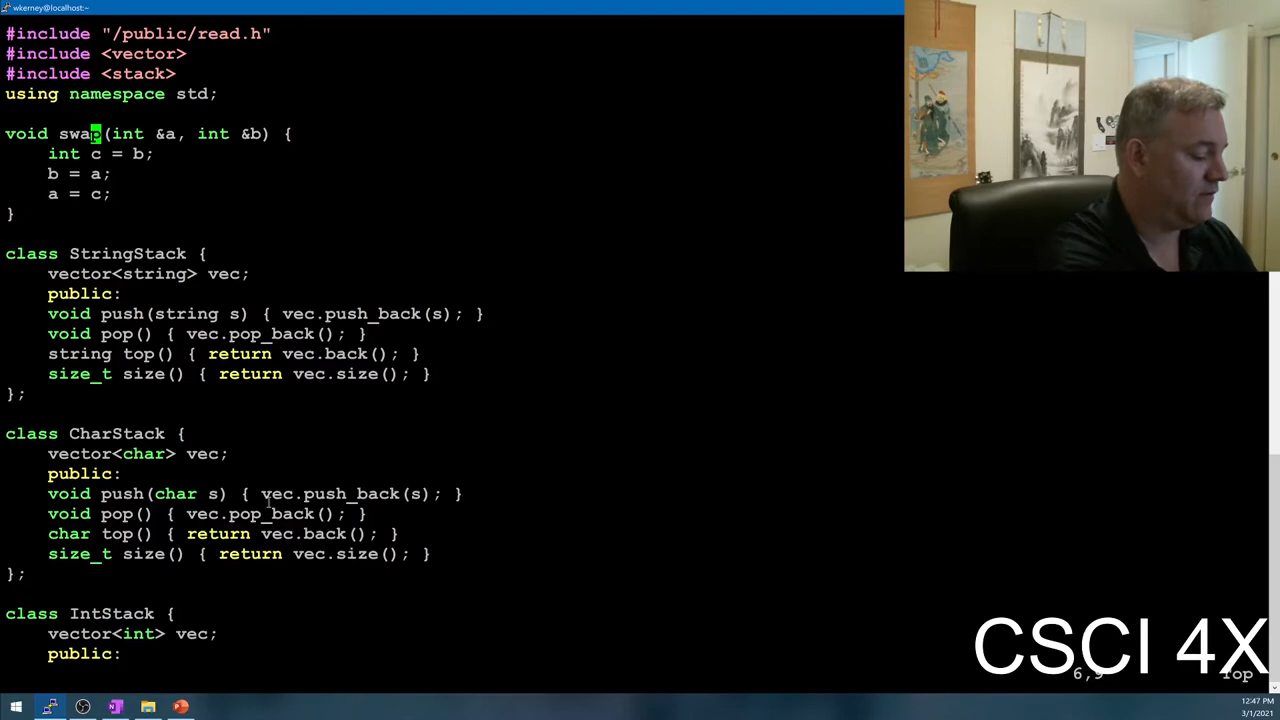 wkerney@localhost:~
#include "/public/read.h"
#include <vector>
#include <stack>
using namespace std;
void swap(int &a, int &b) {
    int c = b;
    b = a;
    a = c;
}
class StringStack {
    vector<string> vec;
    public:
    void push(string s) { vec.push_back(s); }
    void pop() { vec.pop_back(); }
    string top() { return vec.back(); }
    size_t size() { return vec.size(); }
};
class CharStack {
    vector<char> vec;
    public:
    void push(char s) { vec.push_back(s); }
    void pop() { vec.pop_back(); }
    char top() { return vec.back(); }
    size_t size() { return vec.size(); }
};
class IntStack {
    vector<int> vec;
    public:
CSCI 4X
6,9 Top
12:47 PM
3/1/2021